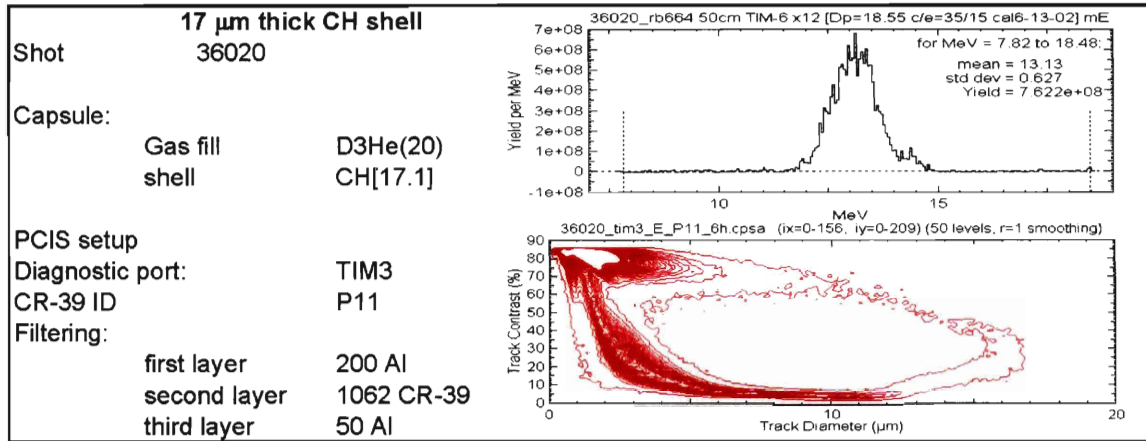 17 µm thick CH shell
Shot 36020
Capsule:
Gas fill D3He(20)
shell CH[17.1]
PCIS setup
Diagnostic port: TIM3
CR-39 ID P11
Filtering:
first layer 200 Al
second layer 1062 CR-39
third layer 50 Al
36020_rb664 50cm TIM-6 x12 [Dp=18.55 c/e=35/15 cal6-13-02] mE
for MeV = 7.82 to 18.48:
mean = 13.13
std dev = 0.627
Yield = 7.622e+08
Yield per MeV
7e+08
6e+08
5e+08
4e+08
3e+08
2e+08
1e+08
0
-1e+08
10 15
MeV
36020_tim3_E_P11_6h.cpsa (ix=0-156, iy=0-209) (50 levels, r=1 smoothing)
Track Contrast (%)
90
80
70
60
50
40
30
20
10
0
0 10 20
Track Diameter (µm)